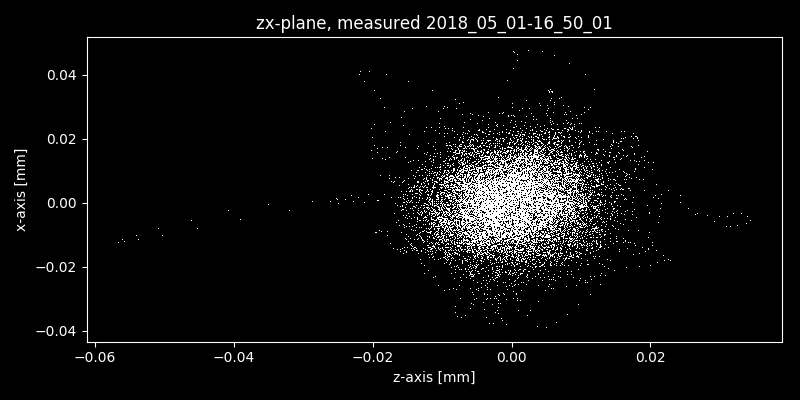 zx-plane, measured 2018_05_01-16_50_01
0.04
0.02
0.00
−0.02
−0.04
x-axis [mm]
−0.06 −0.04 −0.02 0.00 0.02
z-axis [mm]